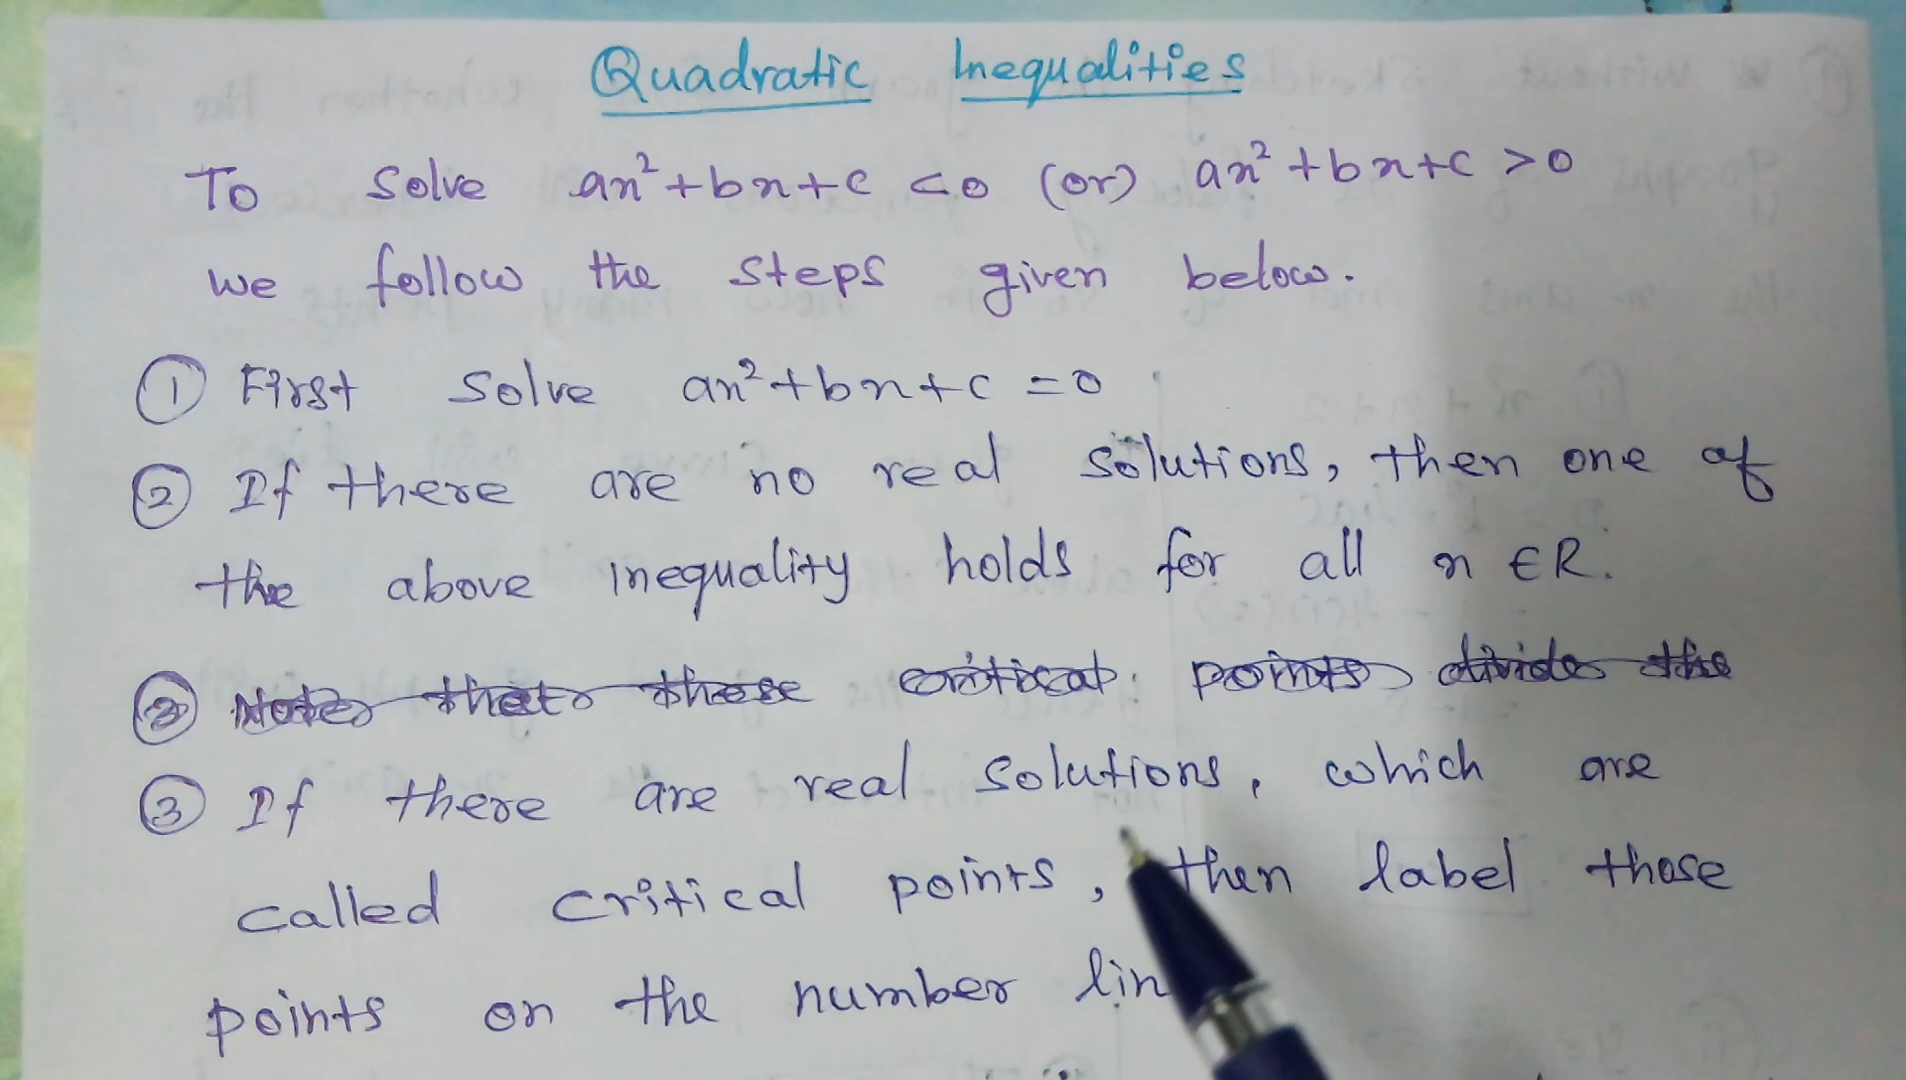 Quadratic Inequalities
To solve ax²+bx+c <0 (or) ax²+bx+c >0
we follow the steps given below.
① First solve ax²+bx+c =0
② If there are no real solutions, then one of
the above inequality holds for all x ∈R.
③ Note that these critical points divides the
③ If there are real solutions, which are
called critical points, then label those
points on the number lin